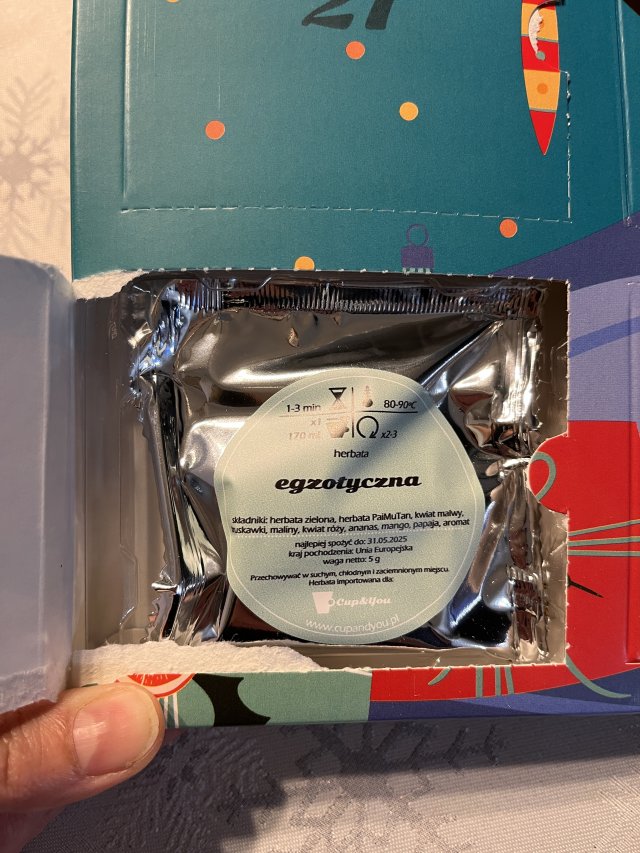 21
1-3 min
80-90°C
x1
170 ml
x2-3
herbata
egzotyczna
składniki: herbata zielona, herbata PaiMuTan, kwiat malwy,
truskawki, maliny, kwiat róży, ananas, mango, papaja, aromat
najlepiej spożyć do: 31.05.2025
kraj pochodzenia: Unia Europejska
waga netto: 5 g
Przechowywać w suchym, chłodnym i zaciemnionym miejscu.
Herbata importowana dla:
Cup&You
www.cupandyou.pl